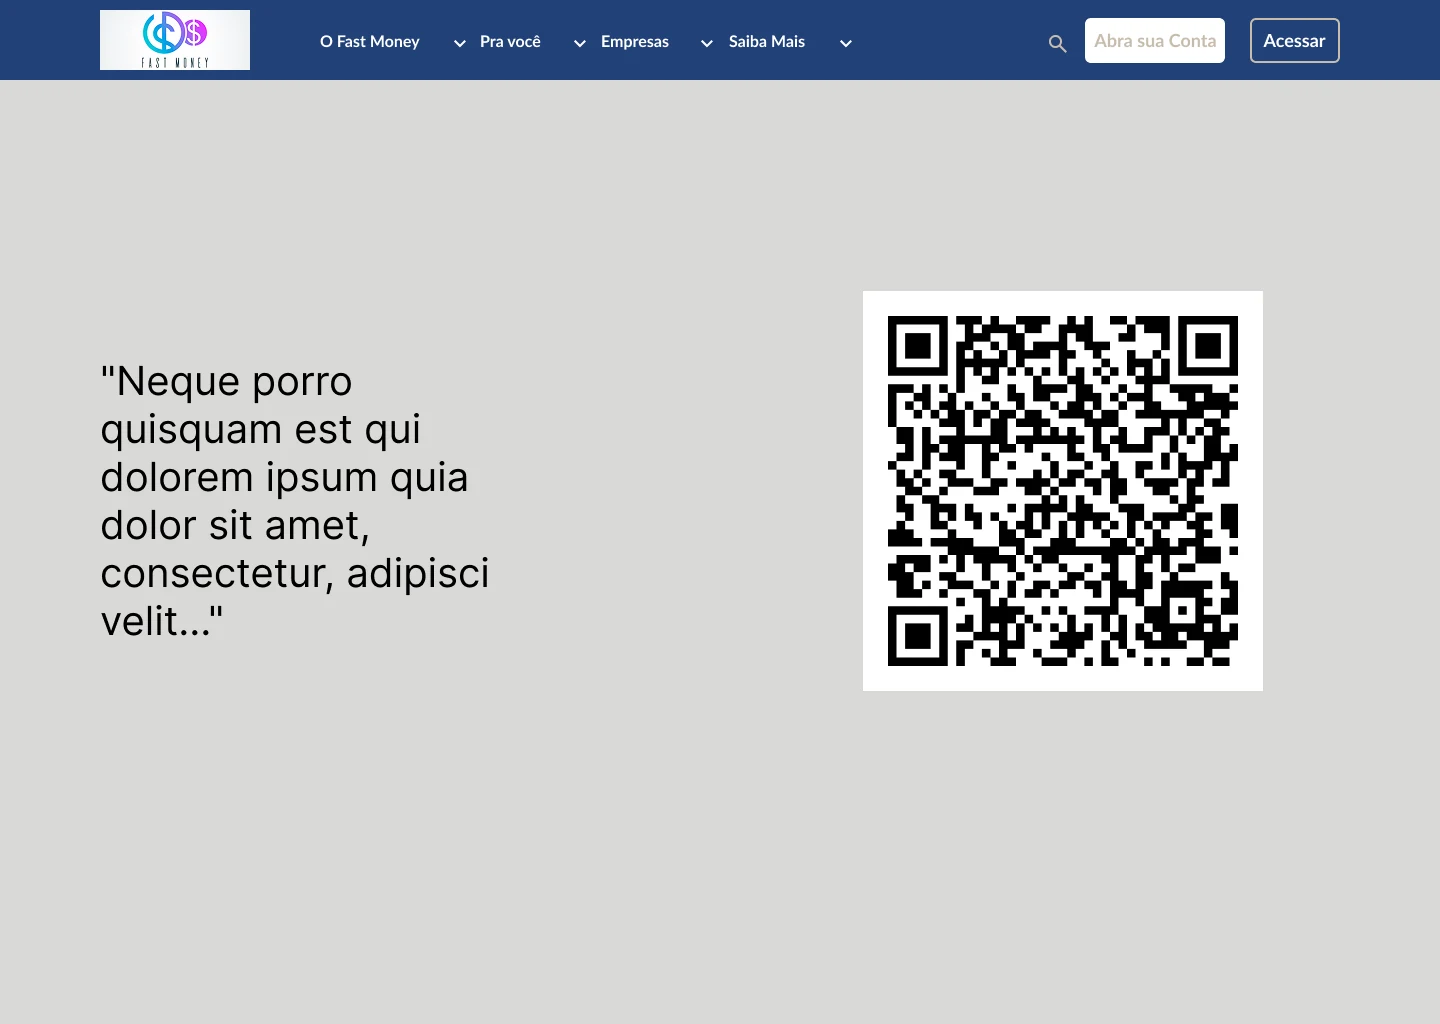 FAST MONEY
O Fast Money
Pra você
Empresas
Saiba Mais
Abra sua Conta
Acessar
"Neque porro
quisquam est qui
dolorem ipsum quia
dolor sit amet,
consectetur, adipisci
velit..."